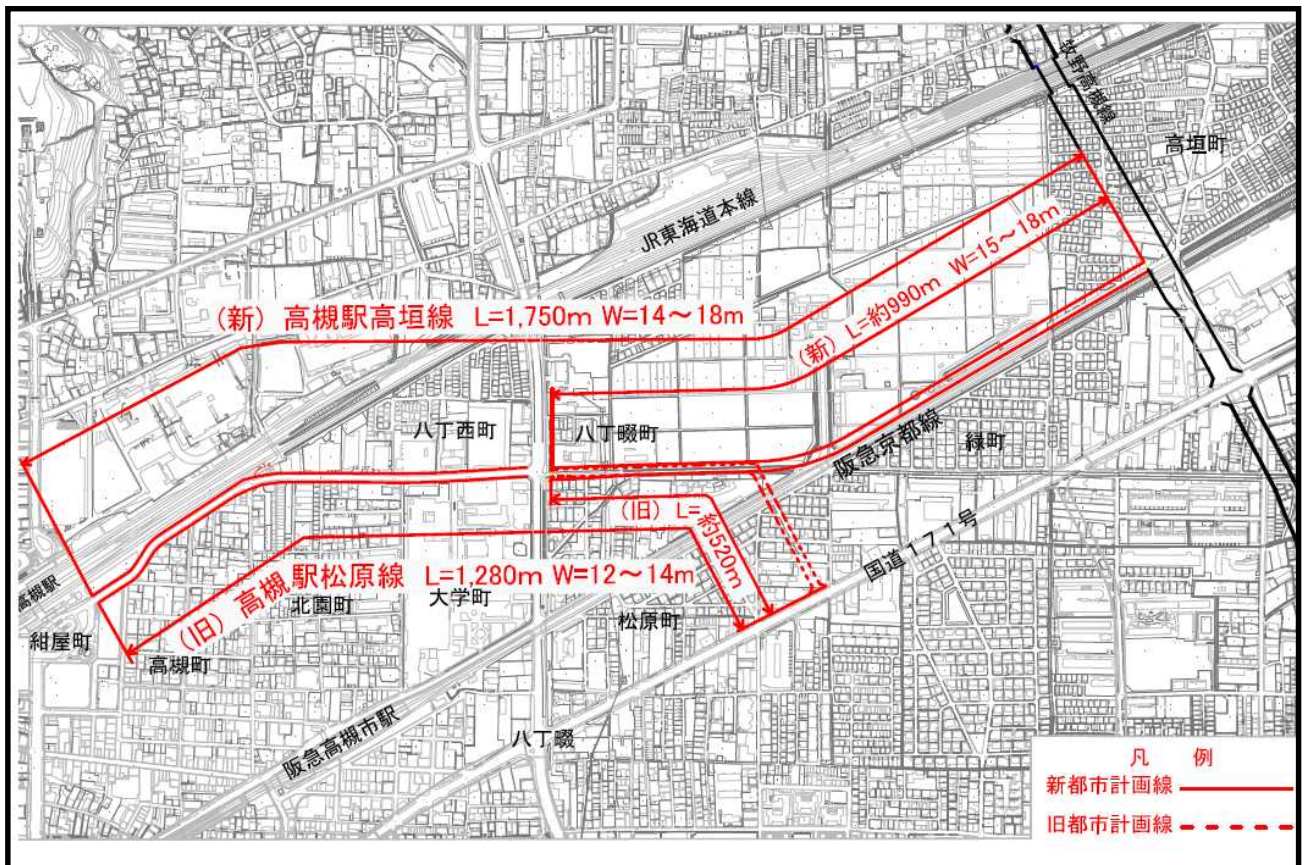 牧野高槻線
高垣町
JR東海道本線
(新) 高槻駅高垣線 L=1,750m W=14～18m
(新) L=約990m W=15～18m
八丁西町
八丁畷町
阪急京都線
緑町
(旧) L=約520m
国道171号
(旧) 高槻駅松原線 L=1,280m W=12～14m
高槻駅
北園町
大学町
松原町
紺屋町
高槻町
阪急高槻市駅
八丁畷
凡 例
新都市計画線
旧都市計画線